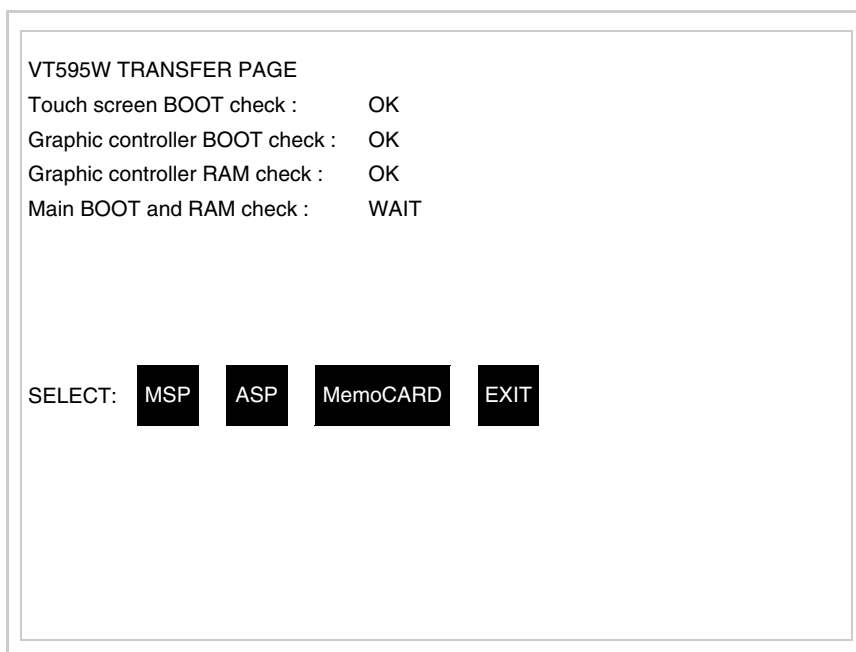 VT595W TRANSFER PAGE
Touch screen BOOT check : OK
Graphic controller BOOT check : OK
Graphic controller RAM check : OK
Main BOOT and RAM check : WAIT
SELECT: MSP ASP MemoCARD EXIT